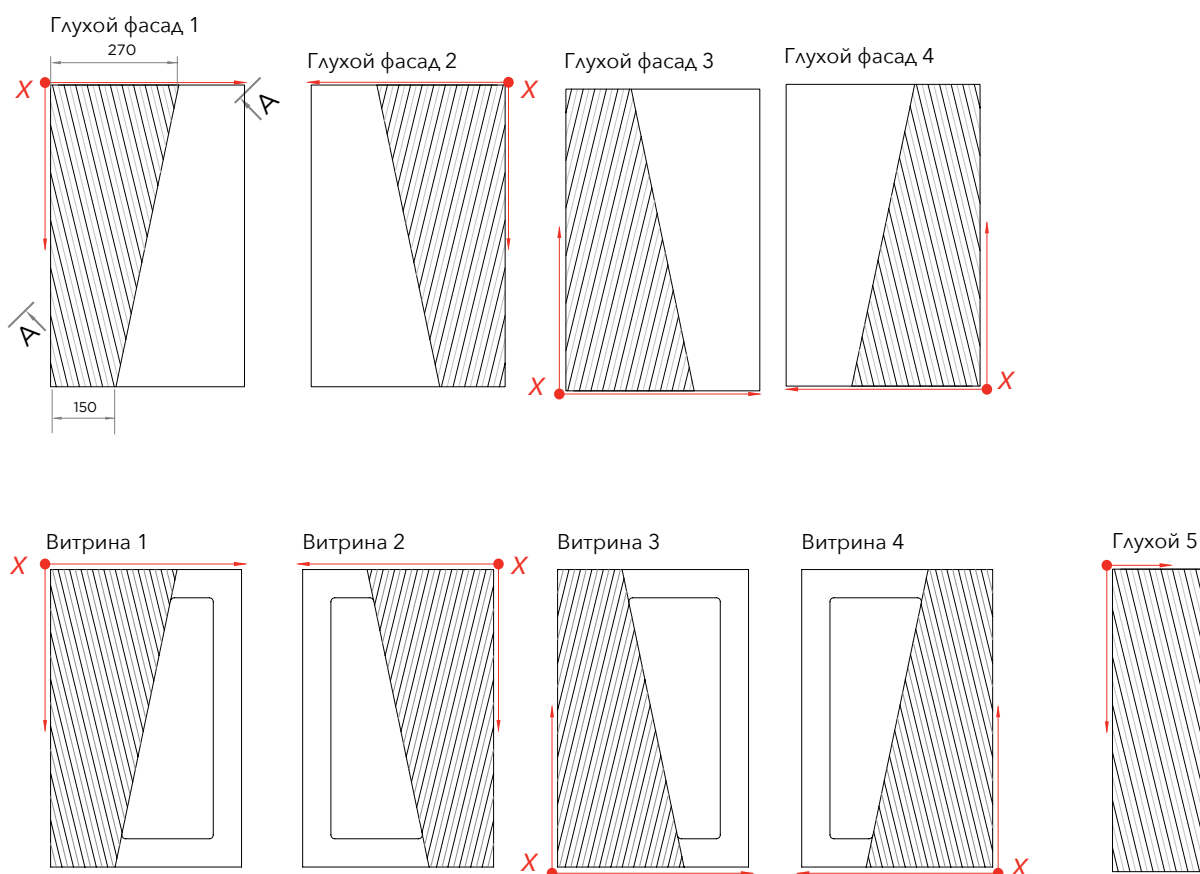 Глухой фасад 1
270
X
A
A
150
Глухой фасад 2
X
Глухой фасад 3
X
Глухой фасад 4
X
Витрина 1
X
Витрина 2
X
Витрина 3
X
Витрина 4
X
Глухой 5